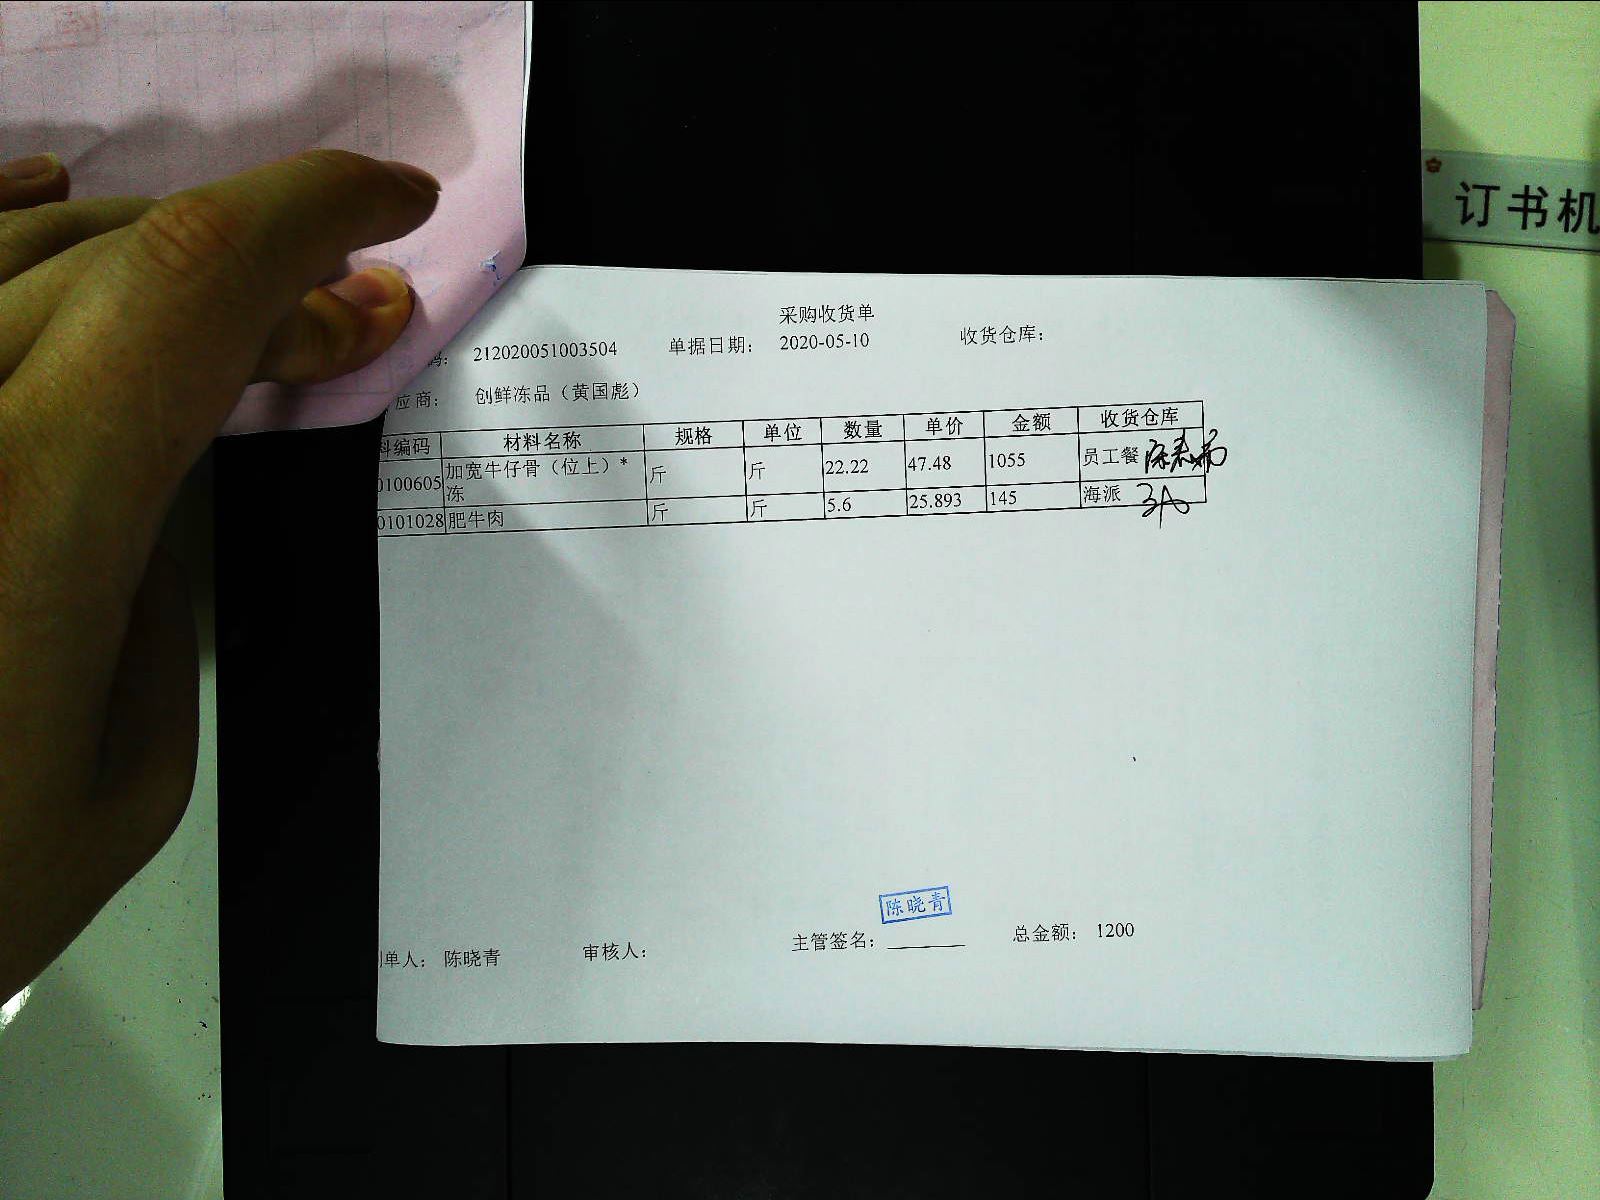 订书机
采购收货单
码： 212020051003504 单据日期： 2020-05-10 收货仓库：
应商： 创鲜冻品（黄国彪）
料编码 材料名称 规格 单位 数量 单价 金额 收货仓库
0100605 加宽牛仔骨（位上）*冻 斤 斤 22.22 47.48 1055 员工餐
0101028 肥牛肉 斤 斤 5.6 25.893 145 海派
陈晓青
制单人： 陈晓青 审核人： 主管签名： 总金额： 1200